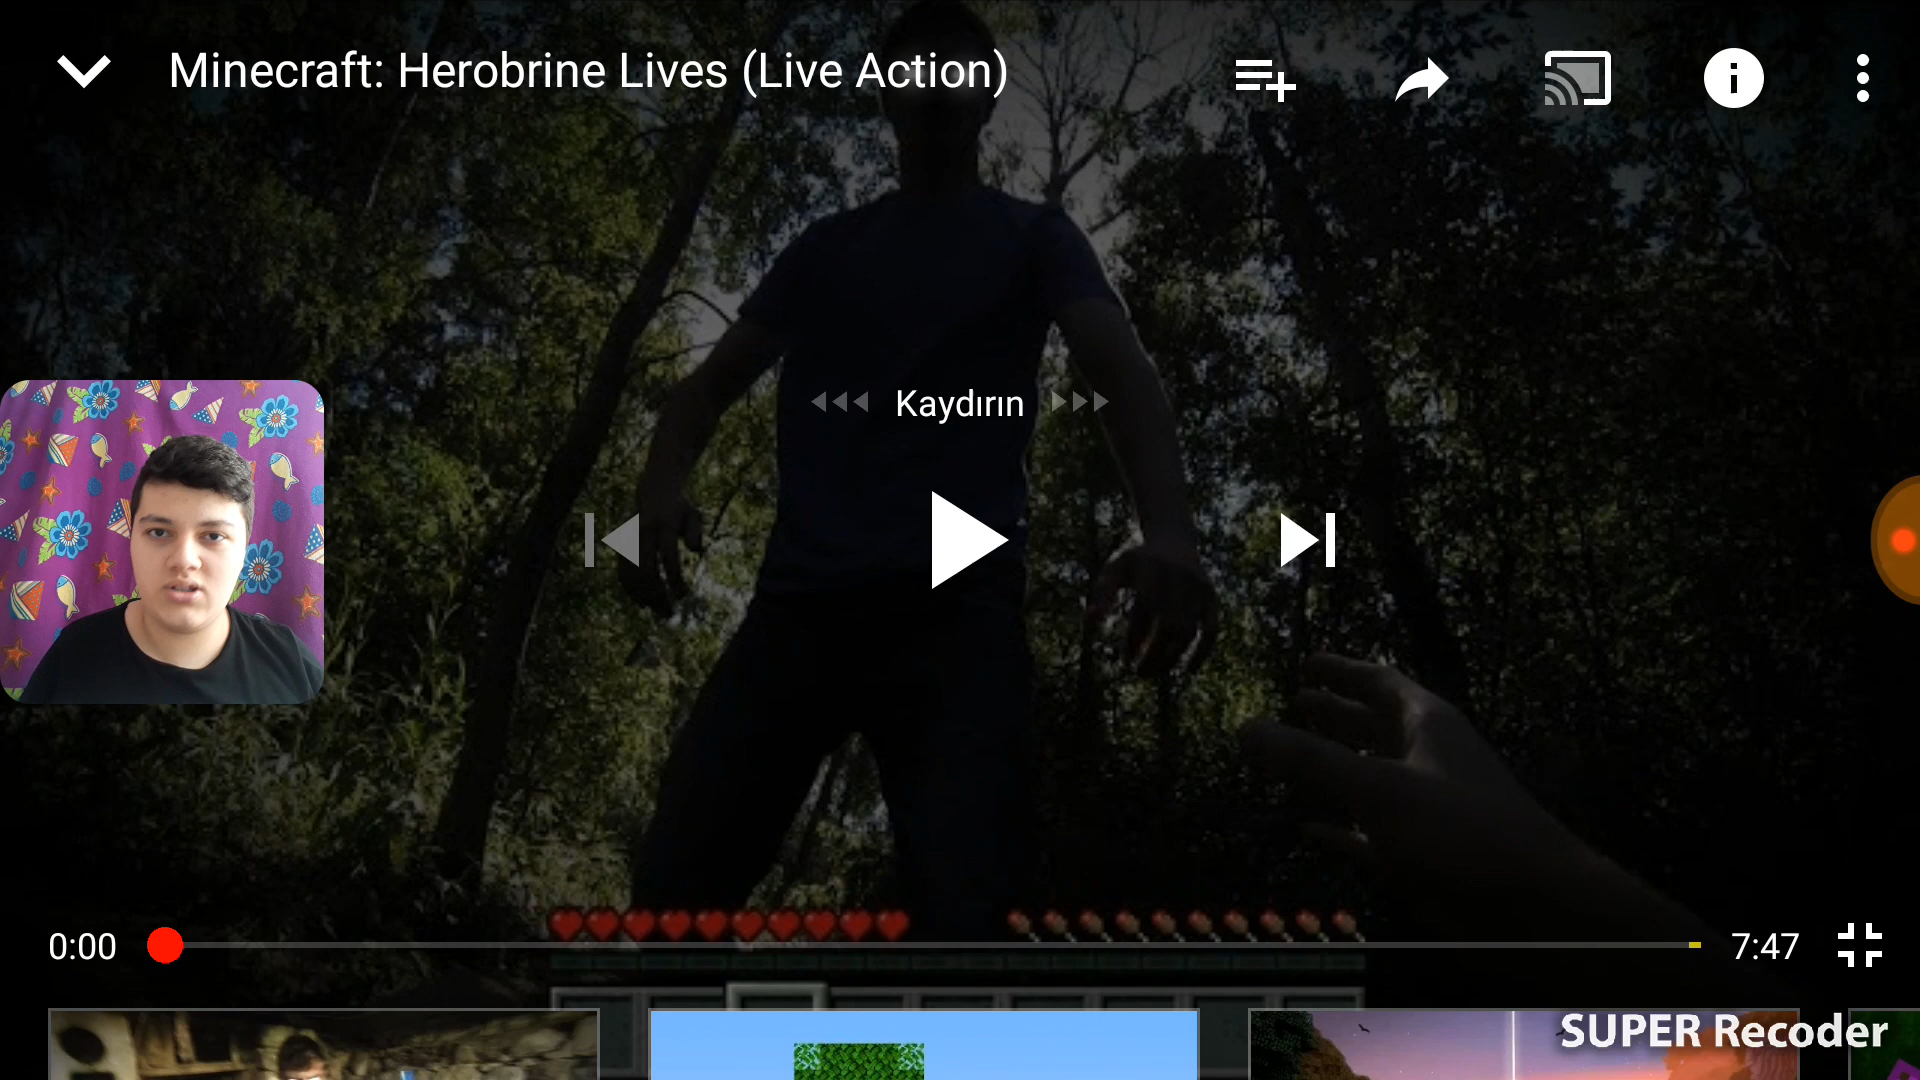 Minecraft: Herobrine Lives (Live Action)
Kaydırın
0:00
7:47
SUPER Recoder